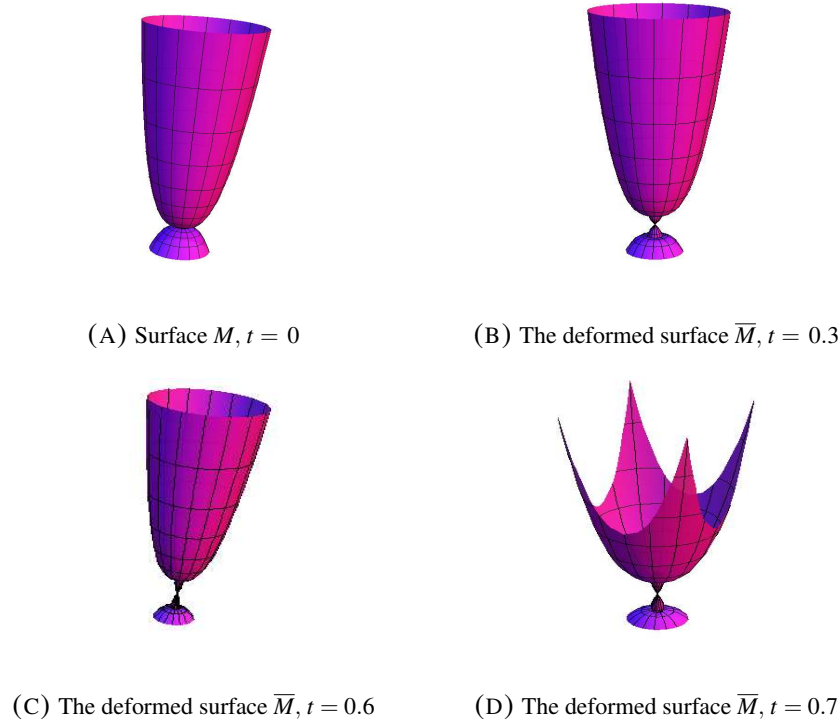 (A) Surface M, t = 0
(B) The deformed surface M̅, t = 0.3
(C) The deformed surface M̅, t = 0.6
(D) The deformed surface M̅, t = 0.7